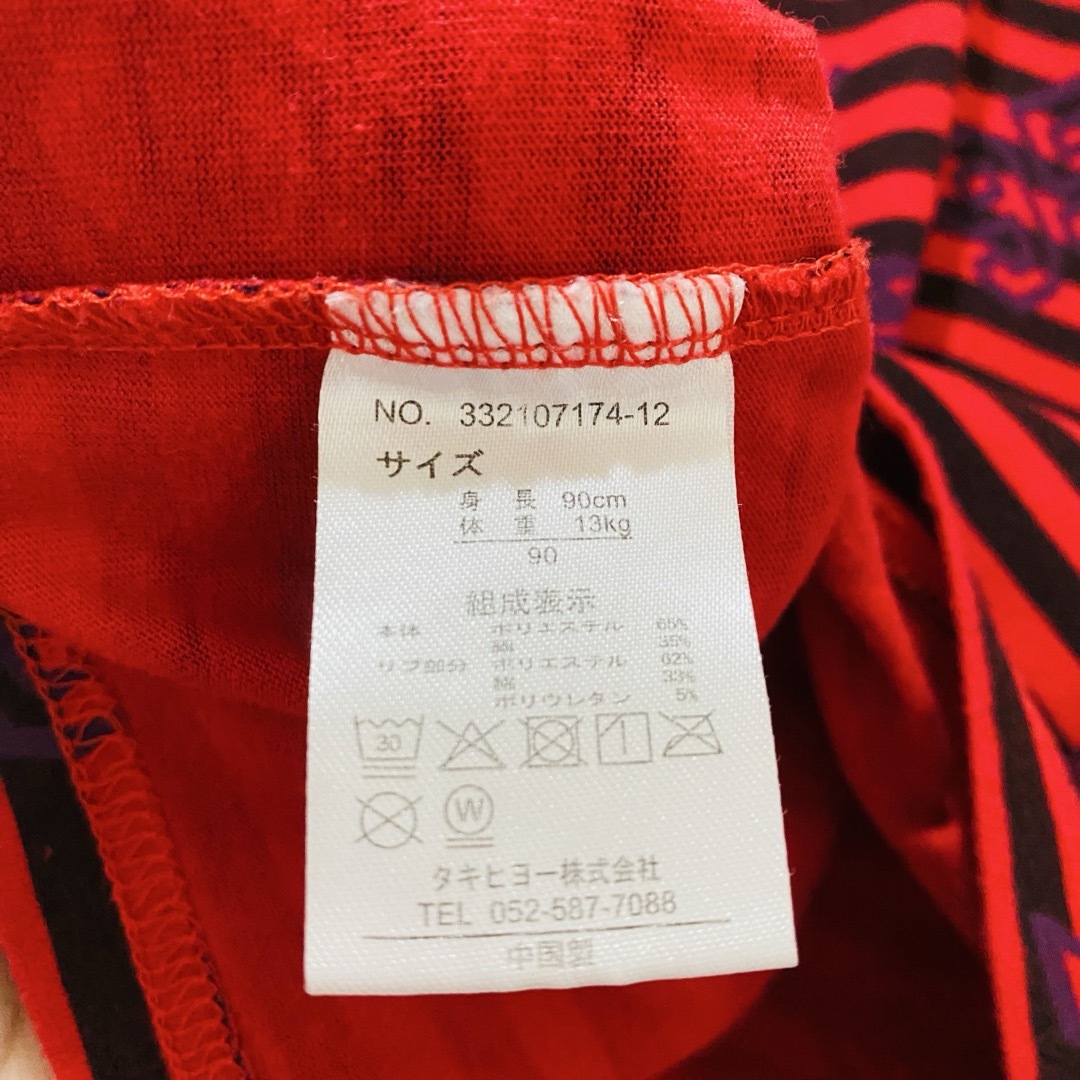 NO. 332107174-12
サイズ
身 長 90cm
体 重 13kg
90
組成表示
本体 ポリエステル 65%
綿 35%
リブ部分 ポリエステル 62%
綿 33%
ポリウレタン 5%
30 1
W
タキヒヨー株式会社
TEL 052-587-7088
中国製